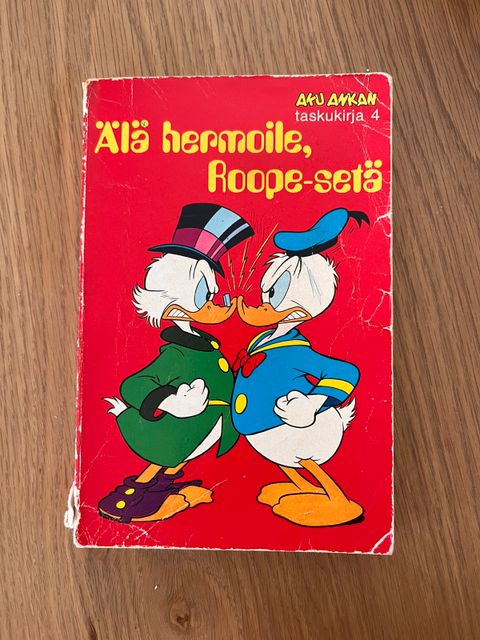 AKU ANKAN
taskukirja 4
Älä hermoile,
Roope-setä